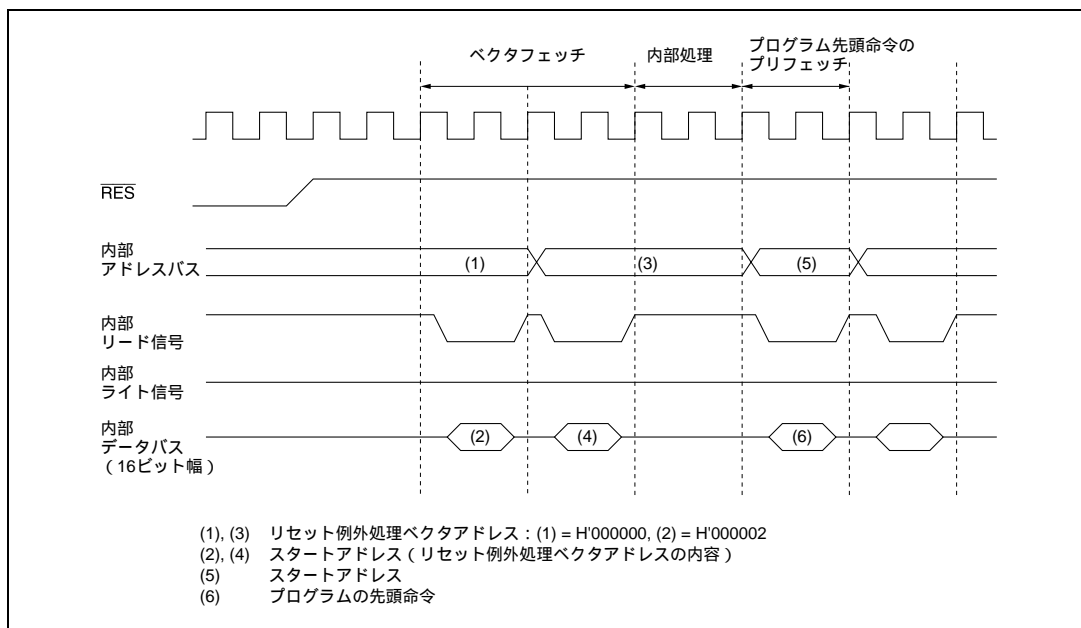 ベクタフェッチ
内部処理
プログラム先頭命令の
プリフェッチ
RES
内部
アドレスバス
(1)
(3)
(5)
内部
リード信号
内部
ライト信号
内部
データバス
（16ビット幅）
(2)
(4)
(6)
(1), (3) リセット例外処理ベクタアドレス：(1) = H'000000, (2) = H'000002
(2), (4) スタートアドレス（リセット例外処理ベクタアドレスの内容）
(5) スタートアドレス
(6) プログラムの先頭命令